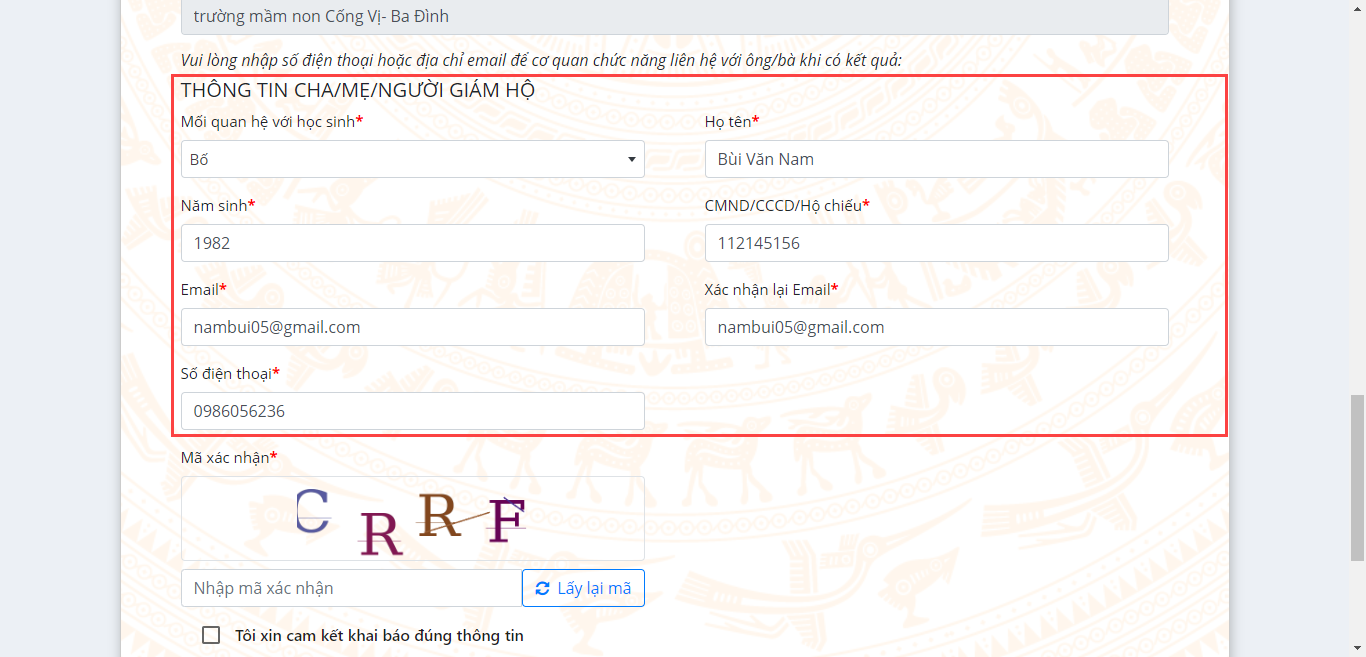 trường mầm non Cống Vị- Ba Đình
Vui lòng nhập số điện thoại hoặc địa chỉ email để cơ quan chức năng liên hệ với ông/bà khi có kết quả:
THÔNG TIN CHA/MẸ/NGƯỜI GIÁM HỘ
Mối quan hệ với học sinh* Họ tên*
Bố Bùi Văn Nam
Năm sinh* CMND/CCCD/Hộ chiếu*
1982 112145156
Email* Xác nhận lại Email*
nambui05@gmail.com nambui05@gmail.com
Số điện thoại*
0986056236
Mã xác nhận*
C R R F
Nhập mã xác nhận Lấy lại mã
Tôi xin cam kết khai báo đúng thông tin